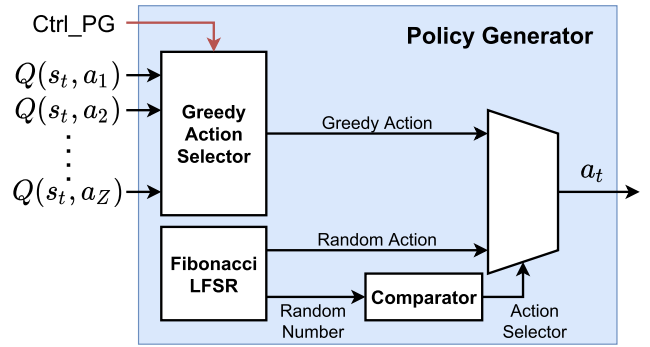 Ctrl_PG
Policy Generator
Q(s_t, a_1)
Q(s_t, a_2)
Q(s_t, a_Z)
Greedy
Action
Selector
Greedy Action
a_t
Fibonacci
LFSR
Random Action
Random
Number
Comparator
Action
Selector